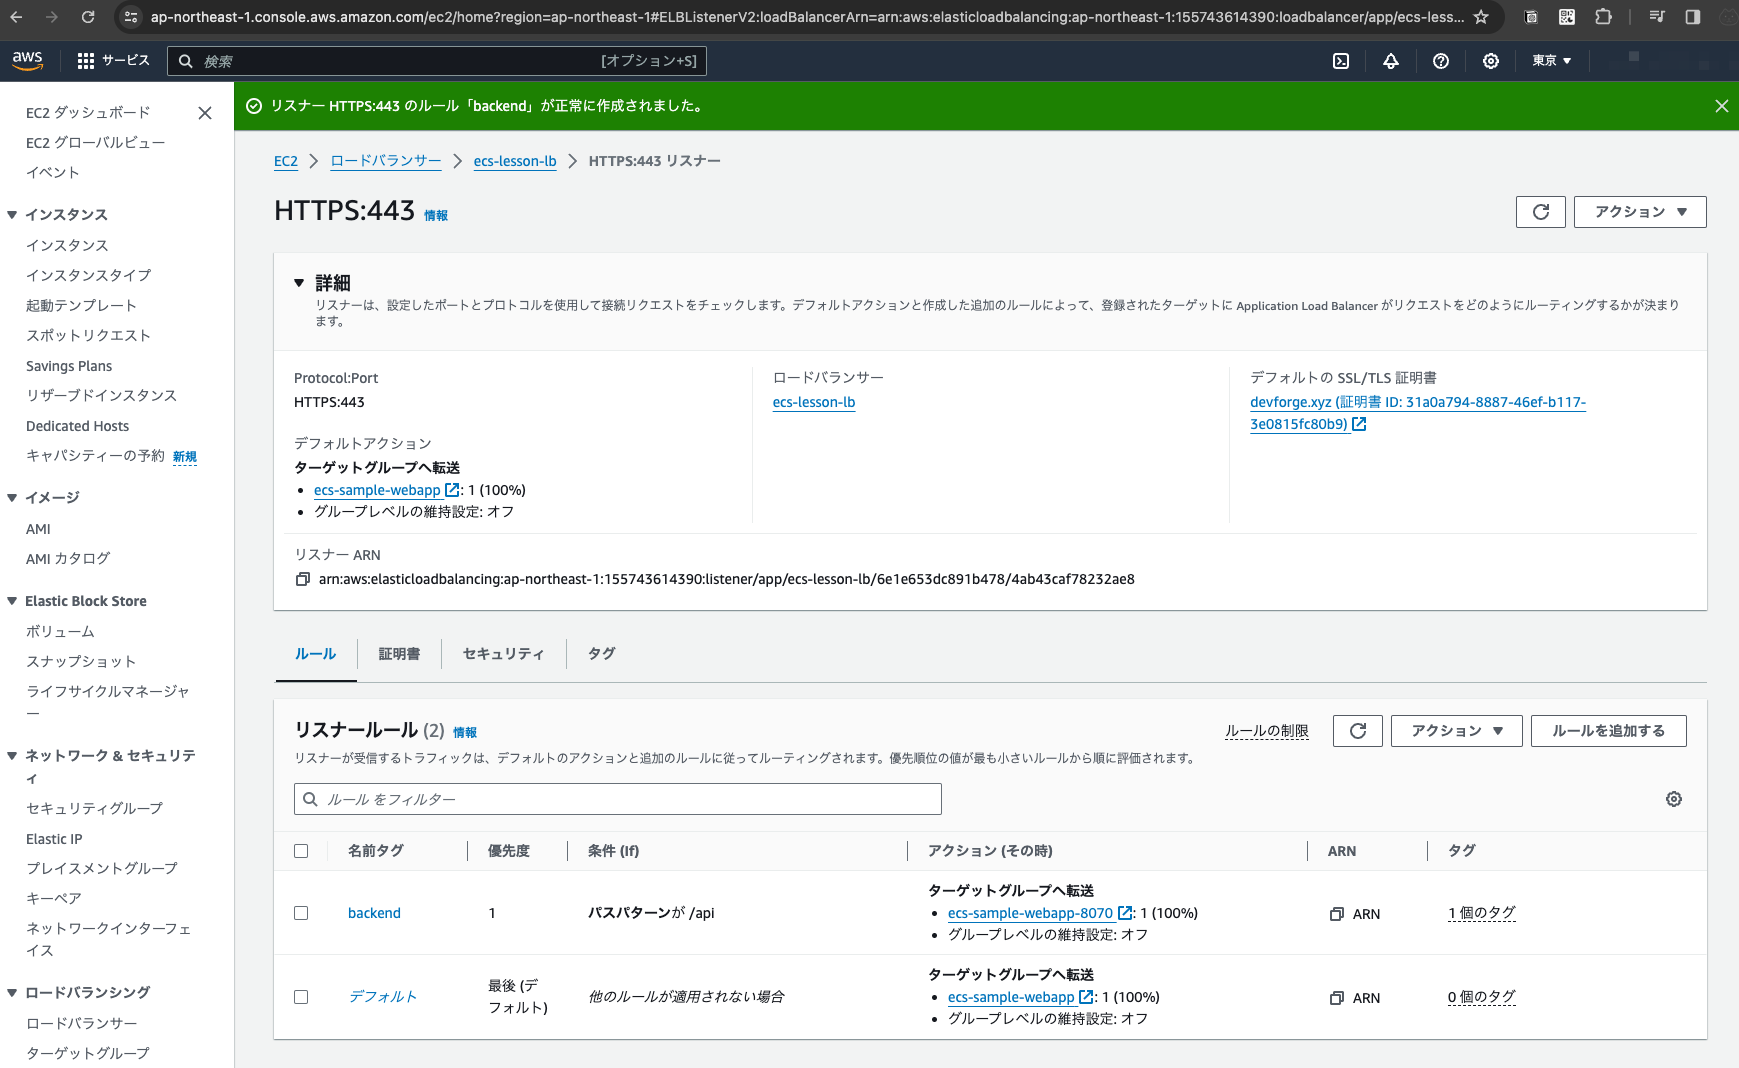 ap-northeast-1.console.aws.amazon.com/ec2/home?region=ap-northeast-1#ELBListenerV2:loadBalancerArn=arn:aws:elasticloadbalancing:ap-northeast-1:155743614390:loadbalancer/app/ecs-less...
aws
サービス
検索
[オプション+S]
東京
リスナー HTTPS:443 のルール「backend」が正常に作成されました。
EC2 ダッシュボード
EC2 グローバルビュー
イベント
インスタンス
インスタンス
インスタンスタイプ
起動テンプレート
スポットリクエスト
Savings Plans
リザーブドインスタンス
Dedicated Hosts
キャパシティーの予約 新規
イメージ
AMI
AMI カタログ
Elastic Block Store
ボリューム
スナップショット
ライフサイクルマネージャ
ー
ネットワーク & セキュリテ
ィ
セキュリティグループ
Elastic IP
プレイスメントグループ
キーペア
ネットワークインターフェ
イス
ロードバランシング
ロードバランサー
ターゲットグループ
EC2
ロードバランサー
ecs-lesson-lb
HTTPS:443 リスナー
HTTPS:443 情報
アクション
詳細
リスナーは、設定したポートとプロトコルを使用して接続リクエストをチェックします。デフォルトアクションと作成した追加のルールによって、登録されたターゲットに Application Load Balancer がリクエストをどのようにルーティングするかが決まり
ます。
Protocol:Port
HTTPS:443
デフォルトアクション
ターゲットグループへ転送
• ecs-sample-webapp : 1 (100%)
• グループレベルの維持設定: オフ
ロードバランサー
ecs-lesson-lb
デフォルトの SSL/TLS 証明書
devforge.xyz (証明書 ID: 31a0a794-8887-46ef-b117-
3e0815fc80b9)
リスナー ARN
arn:aws:elasticloadbalancing:ap-northeast-1:155743614390:listener/app/ecs-lesson-lb/6e1e653dc891b478/4ab43caf78232ae8
ルール
証明書
セキュリティ
タグ
リスナールール (2) 情報
ルールの制限
アクション
ルールを追加する
リスナーが受信するトラフィックは、デフォルトのアクションと追加のルールに従ってルーティングされます。優先順位の値が最も小さいルールから順に評価されます。
ルール をフィルター
名前タグ
優先度
条件 (If)
アクション (その時)
ARN
タグ
backend
1
パスパターンが /api
ターゲットグループへ転送
• ecs-sample-webapp-8070 : 1 (100%)
• グループレベルの維持設定: オフ
ARN
1 個のタグ
デフォルト
最後 (デ
フォルト)
他のルールが適用されない場合
ターゲットグループへ転送
• ecs-sample-webapp : 1 (100%)
• グループレベルの維持設定: オフ
ARN
0 個のタグ